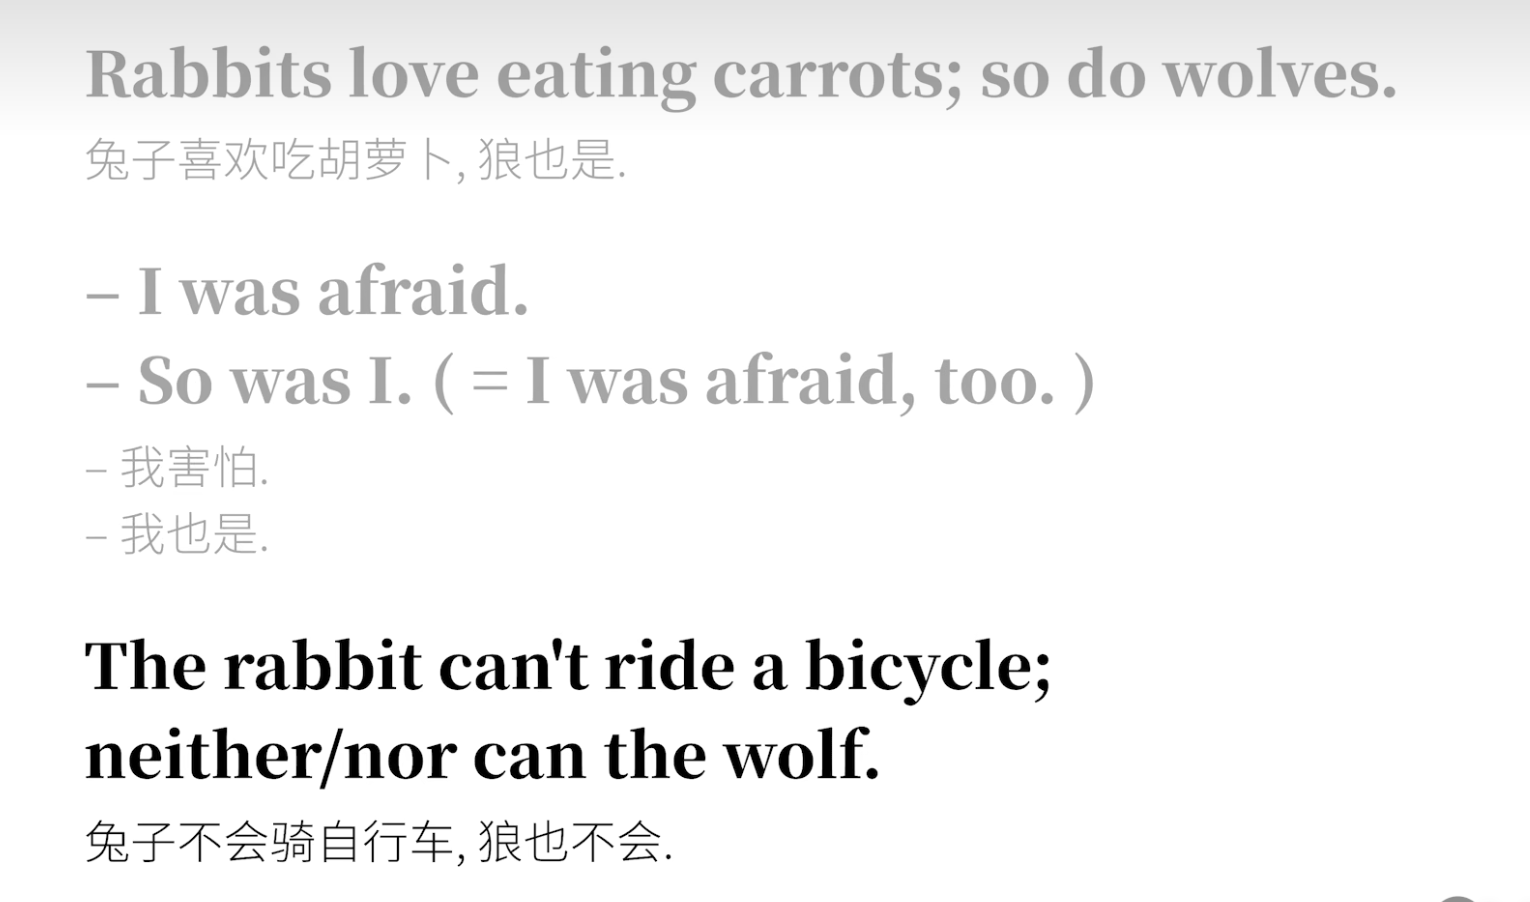 Rabbits love eating carrots; so do wolves.
兔子喜欢吃胡萝卜, 狼也是.
– I was afraid.
– So was I. ( = I was afraid, too. )
– 我害怕.
– 我也是.
The rabbit can't ride a bicycle;
neither/nor can the wolf.
兔子不会骑自行车, 狼也不会.